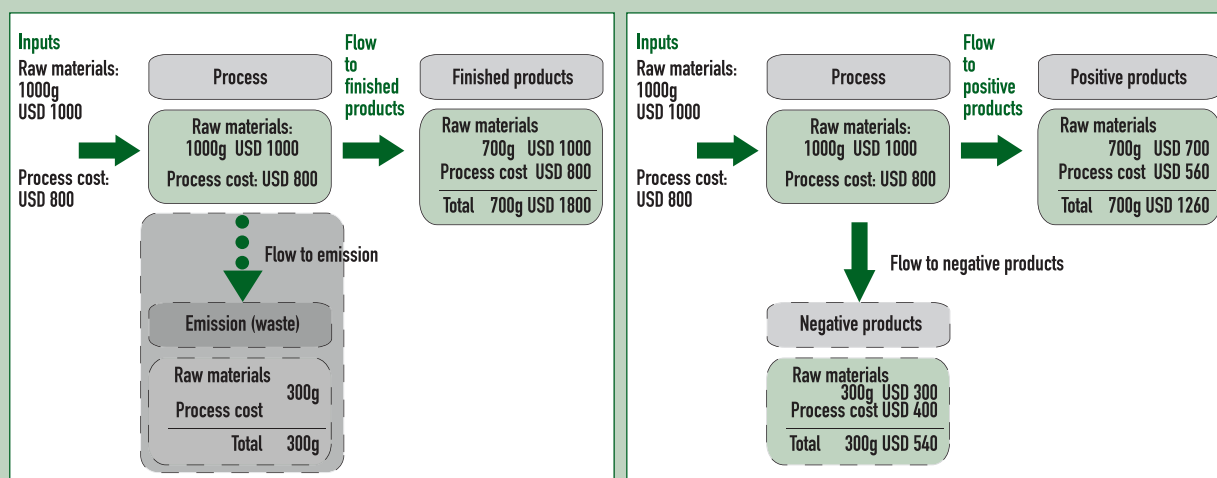 Inputs
Raw materials:
1000g
USD 1000
Process cost:
USD 800
Process
Raw materials:
1000g USD 1000
Process cost: USD 800
Flow
to
finished
products
Finished products
Raw materials
700g USD 1000
Process cost USD 800
Total 700g USD 1800
Flow to emission
Emission (waste)
Raw materials
300g
Process cost
Total 300g
Inputs
Raw materials:
1000g
USD 1000
Process cost:
USD 800
Process
Raw materials:
1000g USD 1000
Process cost: USD 800
Flow
to
positive
products
Positive products
Raw materials
700g USD 700
Process cost USD 560
Total 700g USD 1260
Flow to negative products
Negative products
Raw materials
300g USD 300
Process cost USD 400
Total 300g USD 540